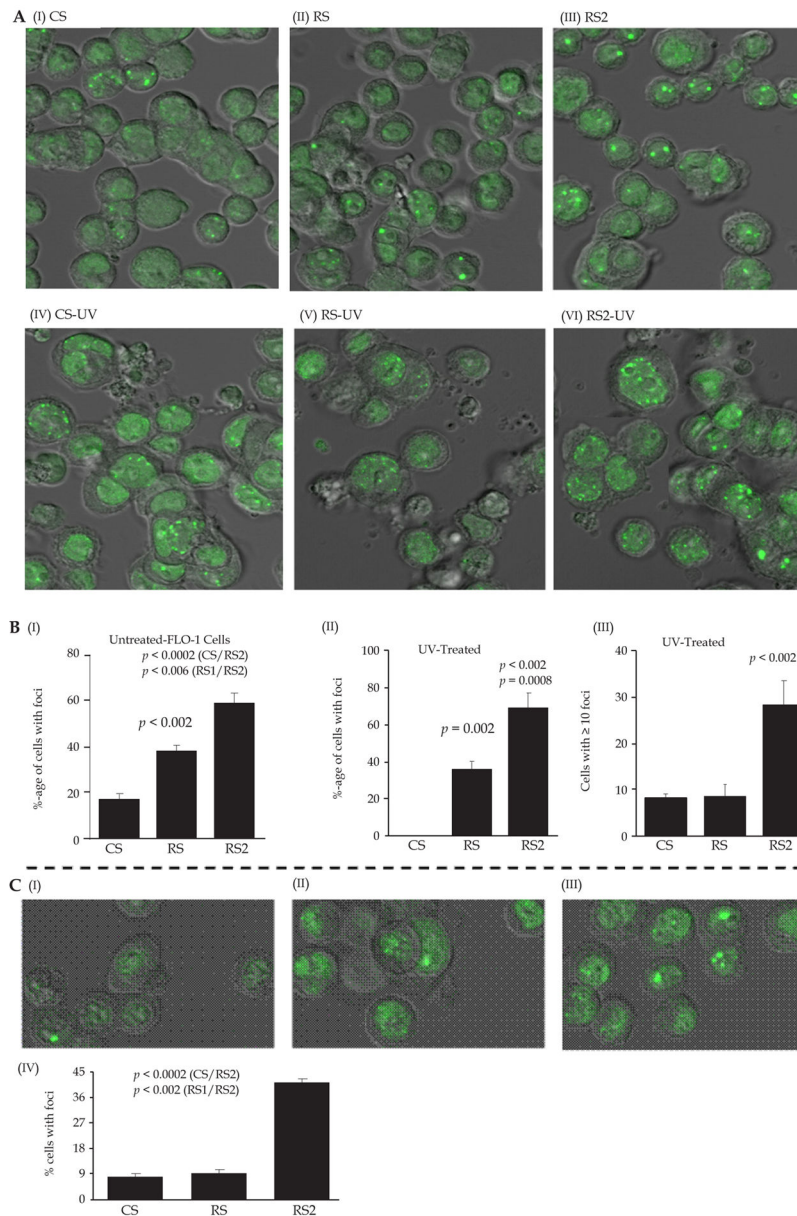 A (I) CS
(II) RS
(III) RS2
(IV) CS-UV
(V) RS-UV
(VI) RS2-UV
B (I)
Untreated-FLO-1 Cells
p < 0.0002 (CS/RS2)
p < 0.006 (RS1/RS2)
p < 0.002
%-age of cells with foci
80
60
40
20
0
CS RS RS2
(II)
UV-Treated
p < 0.002
p = 0.0008
p = 0.002
%-age of cells with foci
100
80
60
40
20
0
CS RS RS2
(III)
UV-Treated
p < 0.002
Cells with ≥ 10 foci
40
30
20
10
0
CS RS RS2
C (I)
(II)
(III)
(IV)
p < 0.0002 (CS/RS2)
p < 0.002 (RS1/RS2)
% cells with foci
45
36
27
18
9
0
CS RS RS2